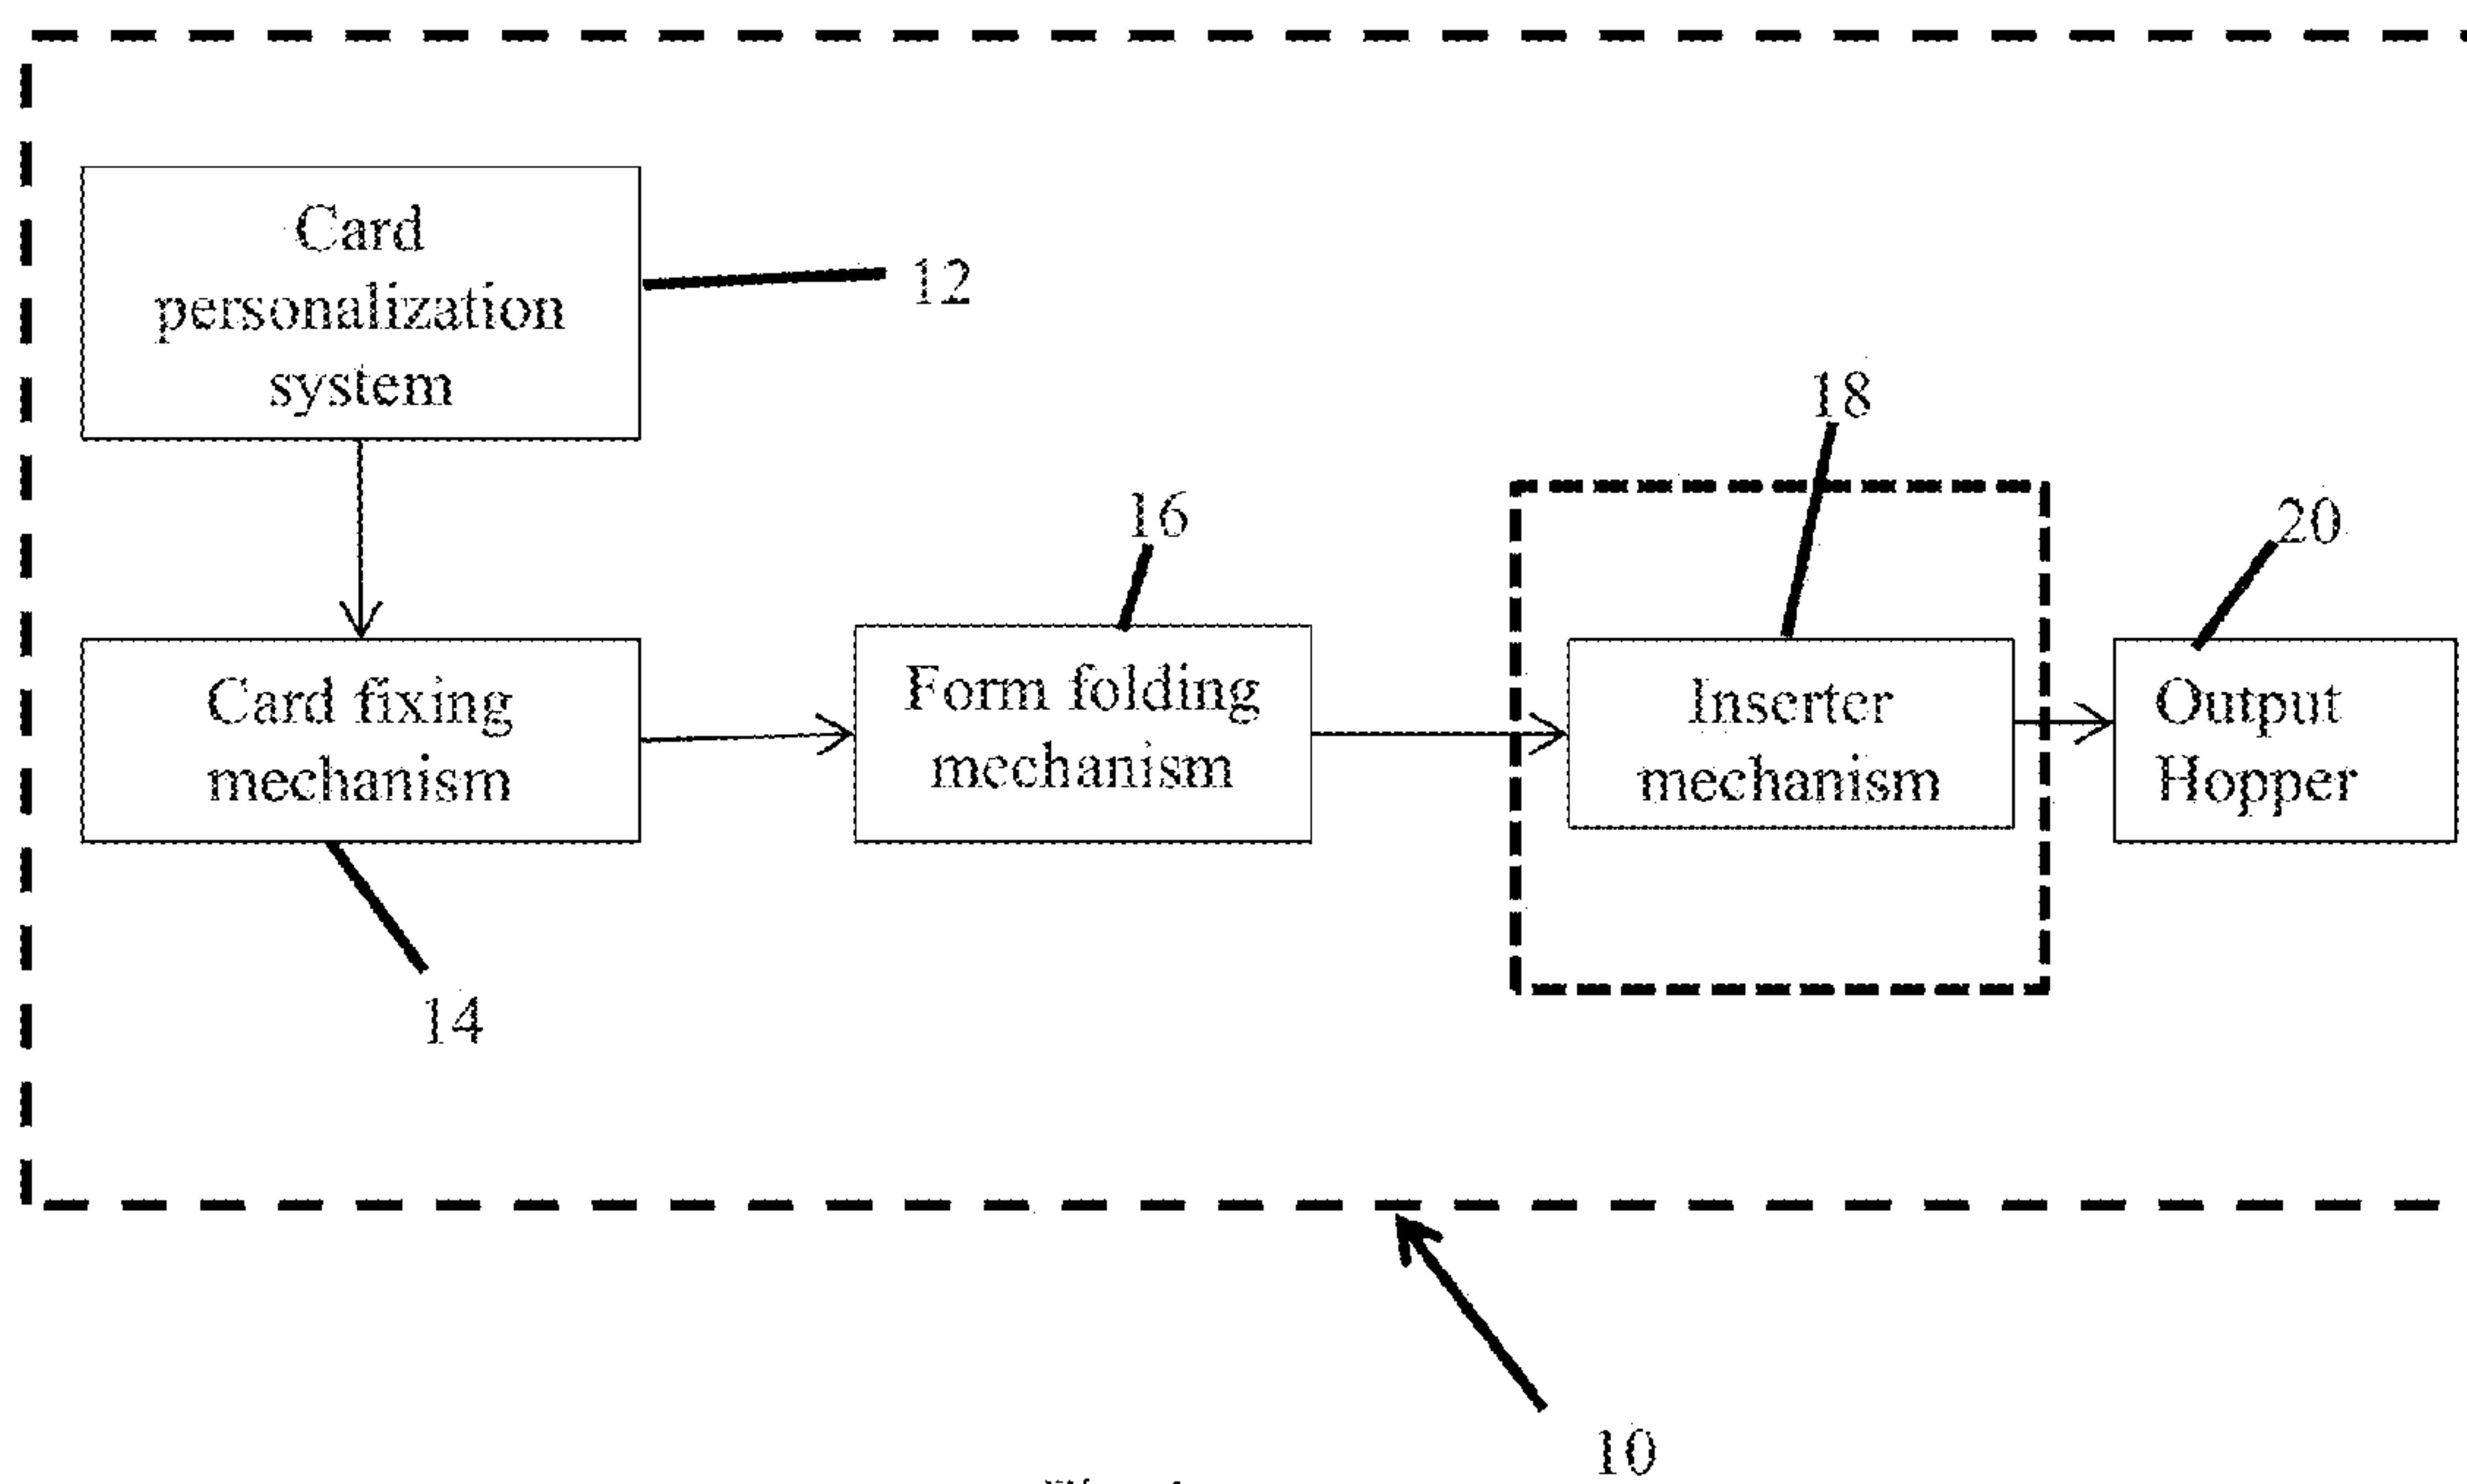 Card
personalization
system
12
18
16
20
Card fixing
mechanism
Form folding
mechanism
Inserter
mechanism
Output
Hopper
14
10